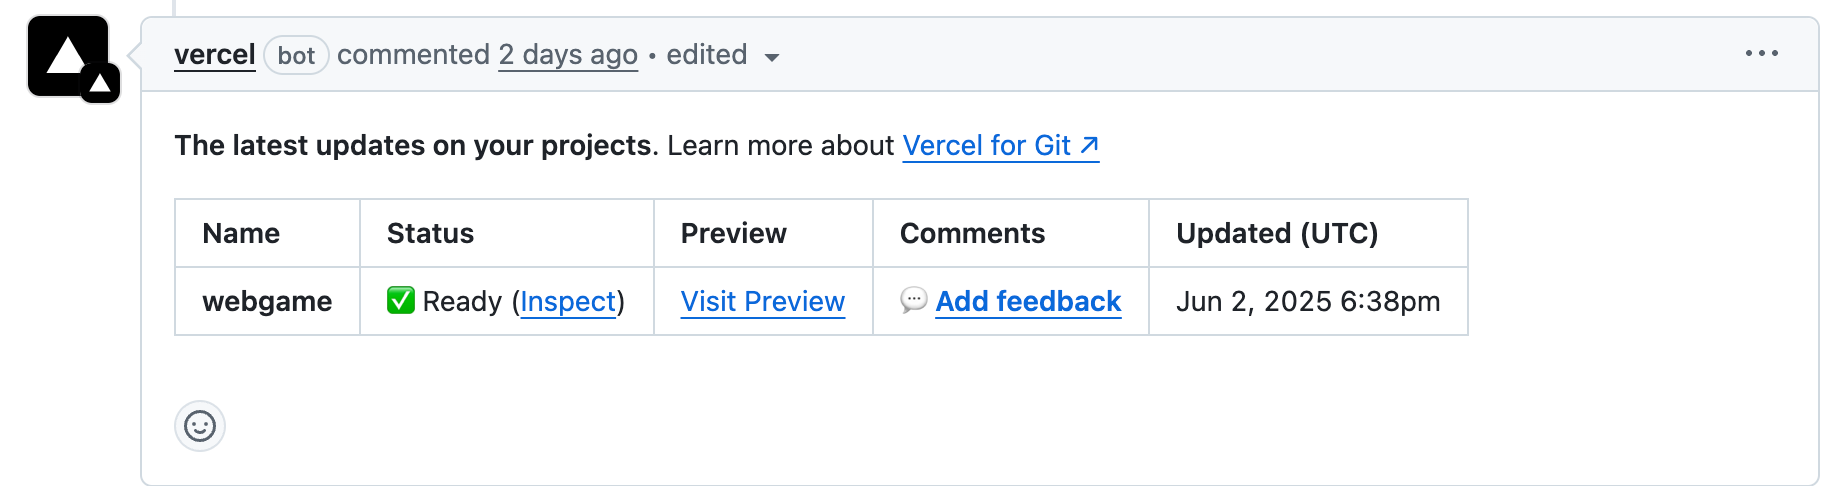 vercel bot commented 2 days ago • edited
The latest updates on your projects. Learn more about Vercel for Git ↗
Name Status Preview Comments Updated (UTC)
webgame ✅ Ready (Inspect) Visit Preview 💬 Add feedback Jun 2, 2025 6:38pm